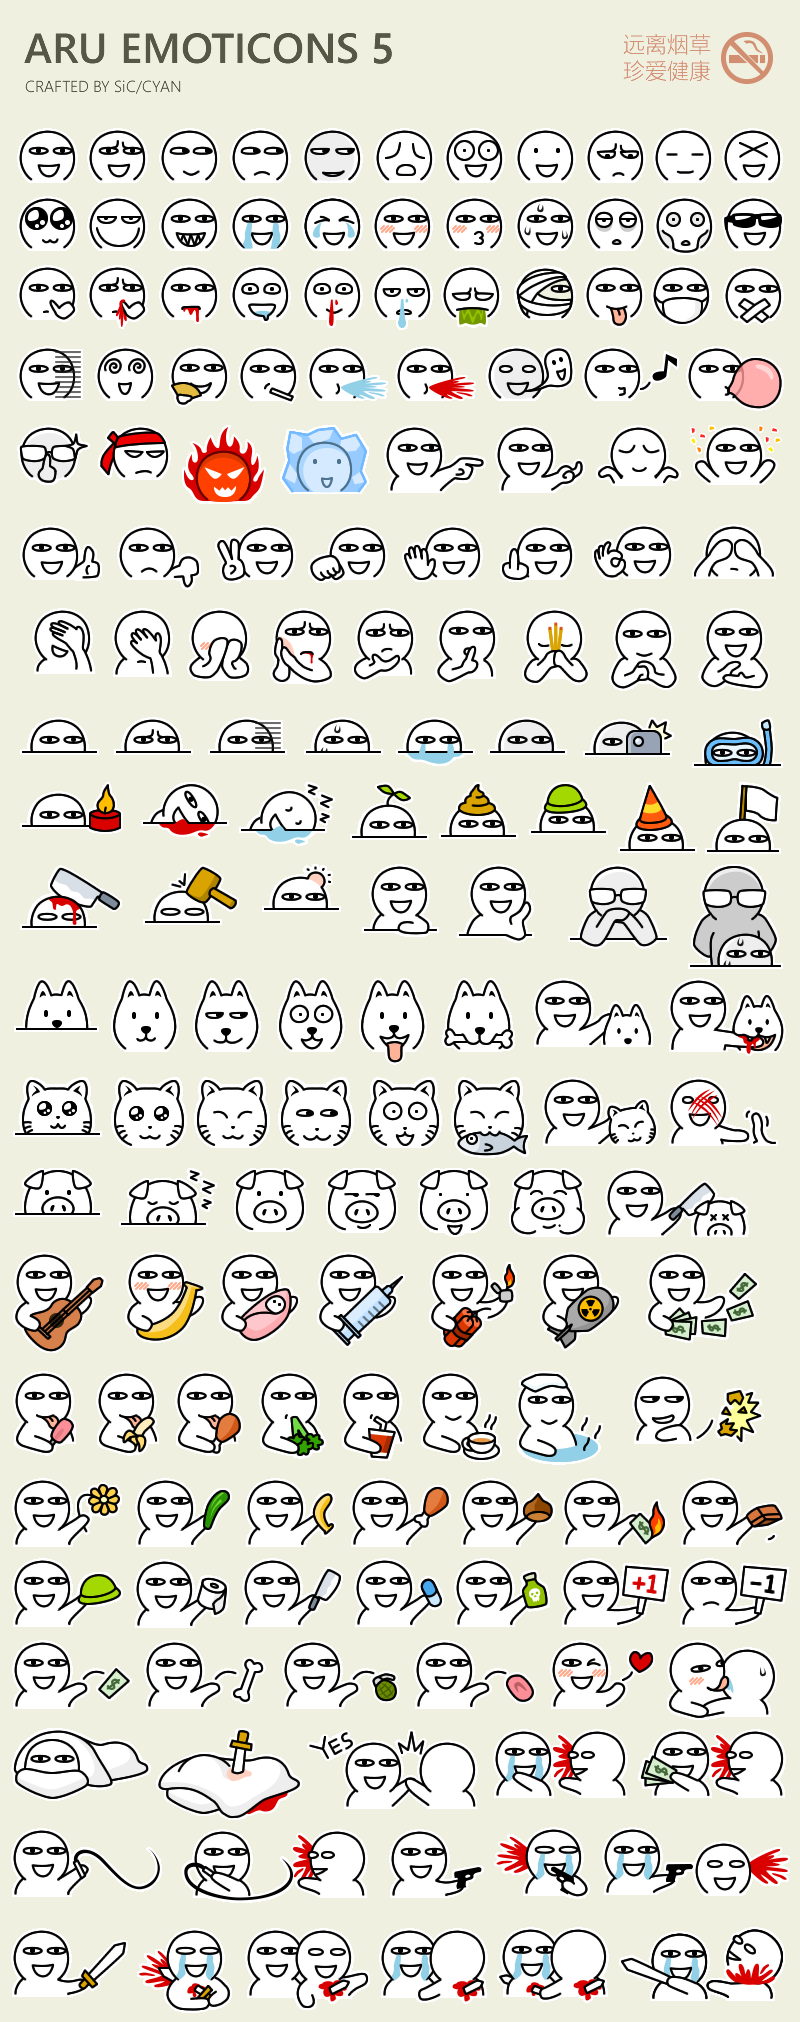 ARU EMOTICONS 5
CRAFTED BY SiC/CYAN
远离烟草
珍爱健康
z z z
z z z
$ $ $ $
$
+1
-1
$
YES
$